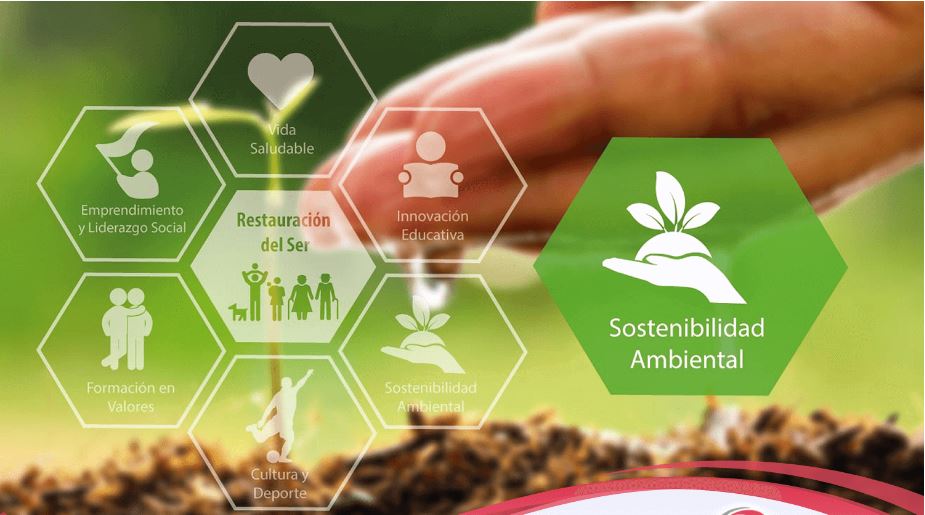 Vida
Saludable
Emprendimiento
y Liderazgo Social
Innovación
Educativa
Restauración
del Ser
Formación en
Valores
Sostenibilidad
Ambiental
Cultura y
Deporte
Sostenibilidad
Ambiental